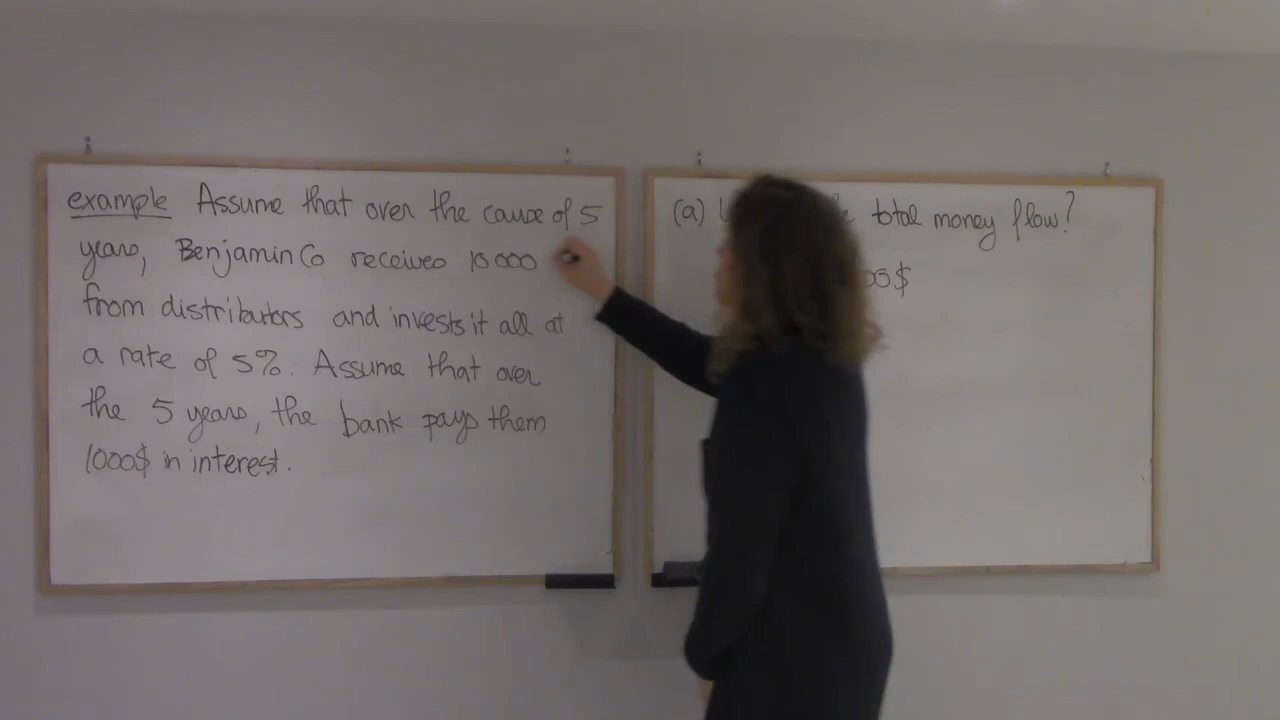 example Assume that over the cause of 5
years, Benjamin Co receives 10000
from distributors and invests it all at
a rate of 5%. Assume that over
the 5 years, the bank pays them
1000$ in interest.
(a) total money flow?
00$